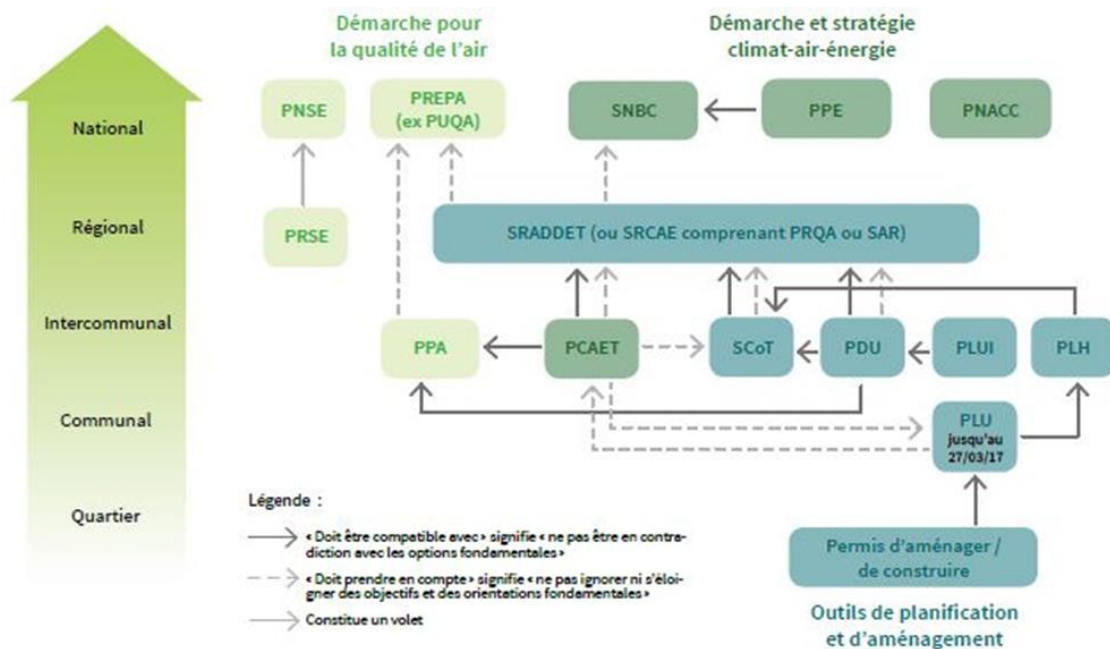 Démarche pour
la qualité de l'air
Démarche et stratégie
climat-air-énergie
National
PNSE
PREPA
(ex PUQA)
SNBC
PPE
PNACC
Régional
PRSE
SRADDET (ou SRCAE comprenant PRQA ou SAR)
Intercommunal
PPA
PCAET
SCoT
PDU
PLUI
PLH
Communal
PLU
jusqu'au
27/03/17
Quartier
Légende :
« Doit être compatible avec » signifie « ne pas être en contra-
diction avec les options fondamentales »
« Doit prendre en compte » signifie « ne pas ignorer ni s'éloi-
gner des objectifs et des orientations fondamentales »
Constitue un volet
Permis d'aménager /
de construire
Outils de planification
et d'aménagement